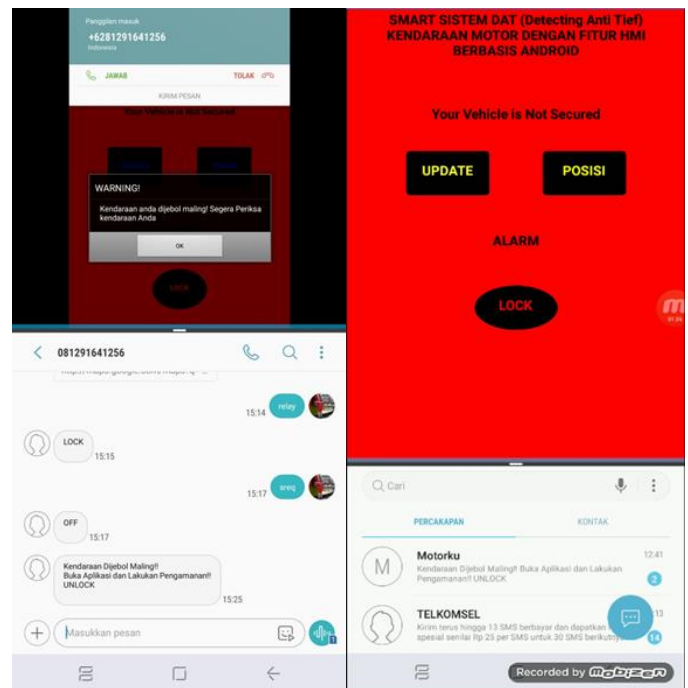 Panggilan masuk
+6281291641256
Indonesia
JAWAB
TOLAK
KIRIM PESAN
Your Vehicle is Not Secured
WARNING!
Kendaraan anda dijebol maling! Segera Periksa
kendaraan Anda
OK
LOCK
081291641256
15:14
relay
LOCK
15:15
15:17
sreq
OFF
15:17
Kendaraan Dijebol Maling!!
Buka Aplikasi dan Lakukan Pengamanan!!
UNLOCK
15:25
Masukkan pesan
SMART SISTEM DAT (Detecting Anti Tief)
KENDARAAN MOTOR DENGAN FITUR HMI
BERBASIS ANDROID
Your Vehicle is Not Secured
UPDATE
POSISI
ALARM
LOCK
Cari
PERCAKAPAN
KONTAK
M
Motorku
12.41
Kendaraan Dijebol Maling!! Buka Aplikasi dan Lakukan
Pengamanan!! UNLOCK
2
TELKOMSEL
Kirim terus hingga 13 SMS berbayar dan dapatkan
spesial senilai Rp 25 per SMS untuk 30 SMS berikutny
14
Recorded by mobizen